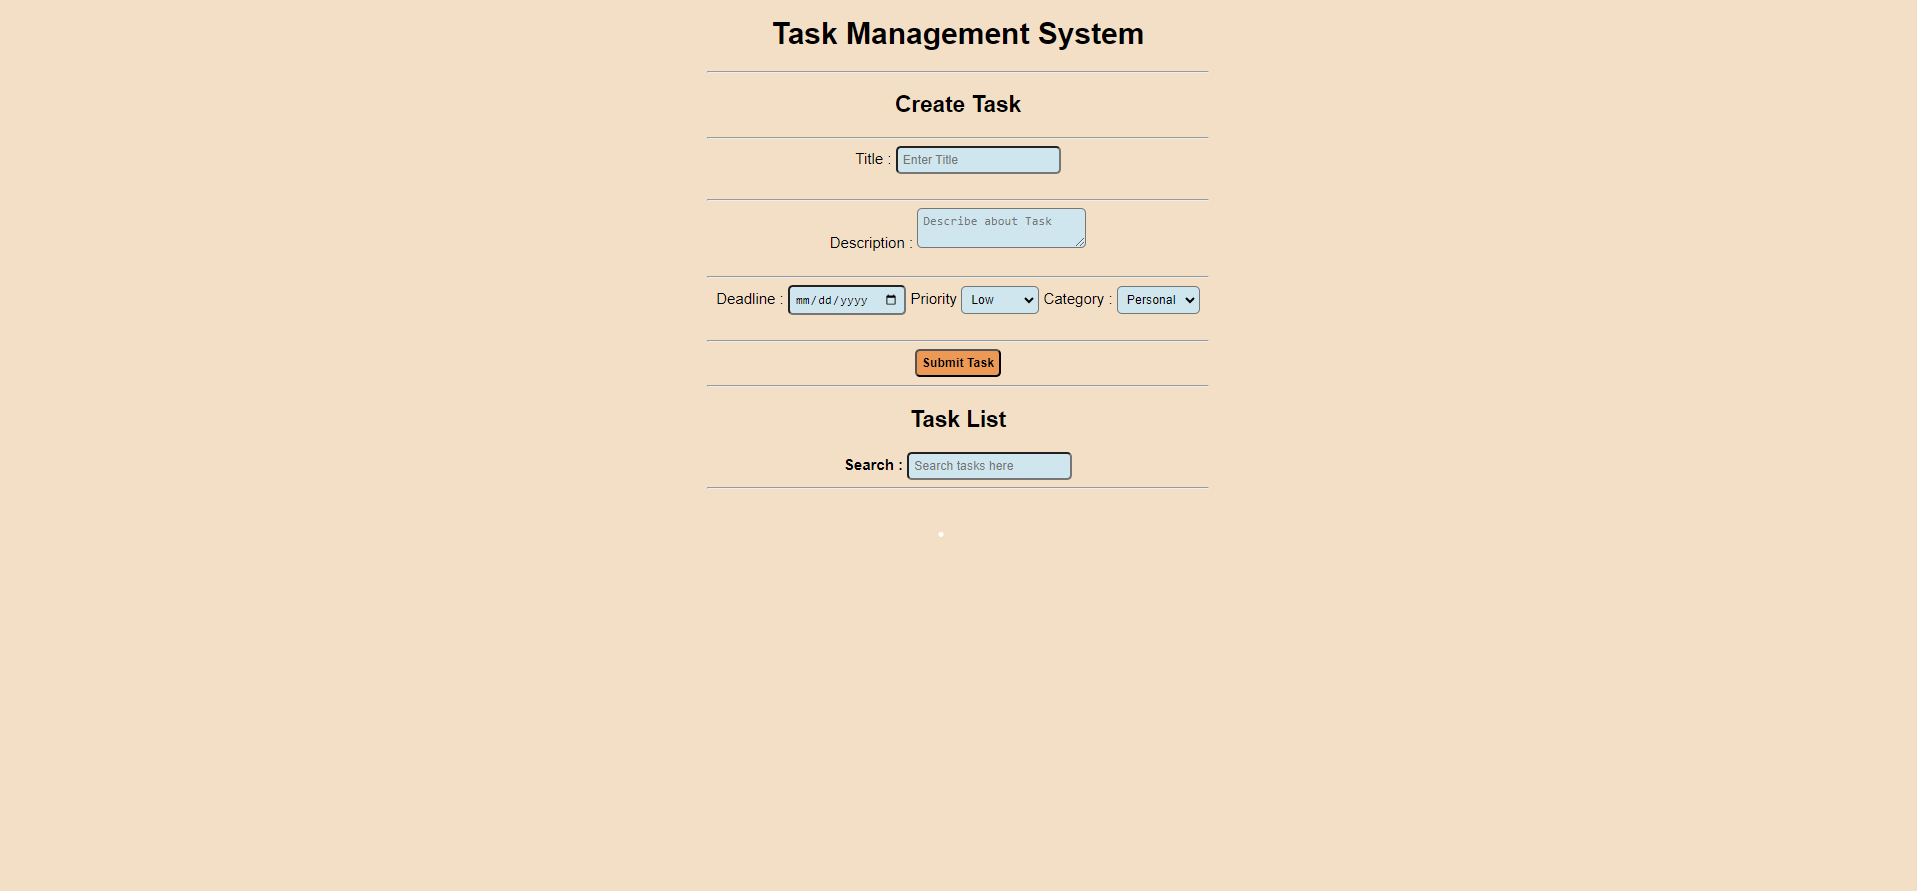 Task Management System
Create Task
Title : Enter Title
Description : Describe about Task
Deadline : mm/dd/yyyy Priority Low Category : Personal
Submit Task
Task List
Search : Search tasks here